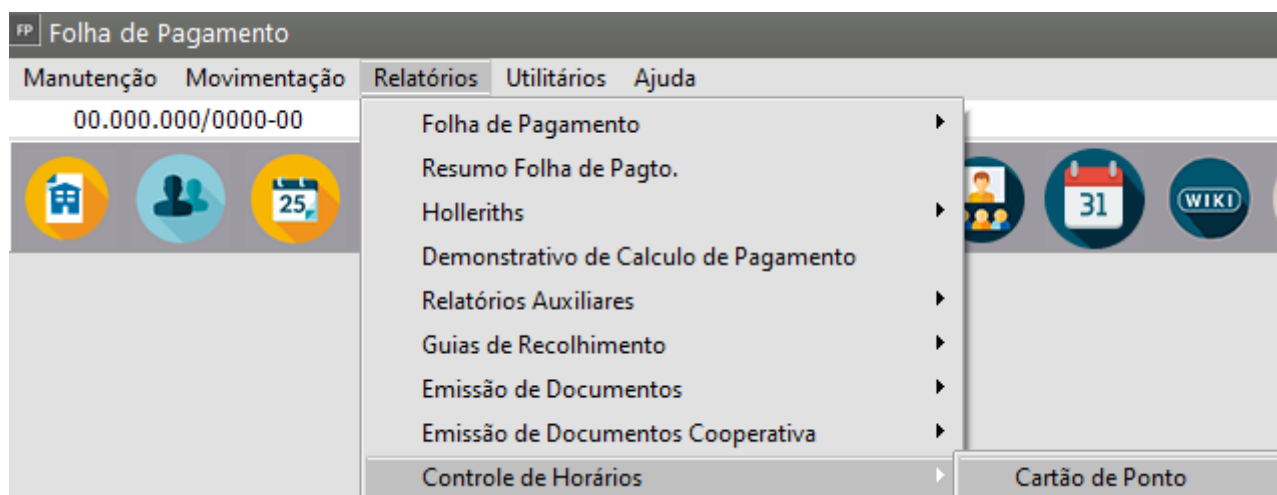 FP Folha de Pagamento
Manutenção Movimentação Relatórios Utilitários Ajuda
00.000.000/0000-00
Folha de Pagamento
Resumo Folha de Pagto.
25
31
WIKI
Holleriths
Demonstrativo de Calculo de Pagamento
Relatórios Auxiliares
Guias de Recolhimento
Emissão de Documentos
Emissão de Documentos Cooperativa
Controle de Horários Cartão de Ponto